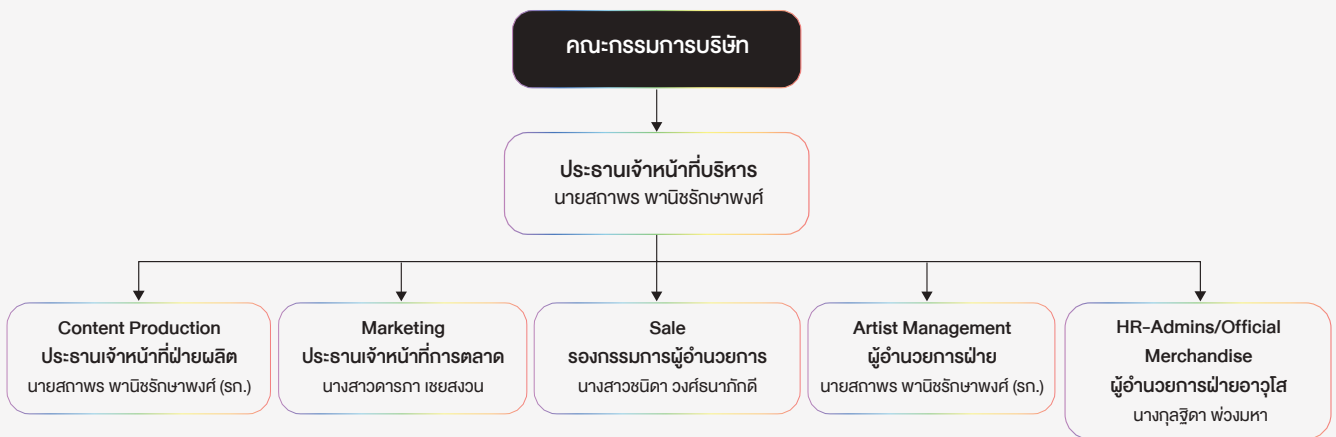 คณะกรรมการบริษัท
ประธานเจ้าหน้าที่บริหาร
นายสถาพร พานิชรักษาพงศ์
Content Production
ประธานเจ้าหน้าที่ฝ่ายผลิต
นายสถาพร พานิชรักษาพงศ์ (รก.)
Marketing
ประธานเจ้าหน้าที่การตลาด
นางสาวดารภา เชยสงวน
Sale
รองกรรมการผู้อำนวยการ
นางสาวชนิดา วงศ์ธนาภักดี
Artist Management
ผู้อำนวยการฝ่าย
นายสถาพร พานิชรักษาพงศ์ (รก.)
HR-Admins/Official
Merchandise
ผู้อำนวยการฝ่ายอาวุโส
นางกุลฐิดา พ่วงมหา